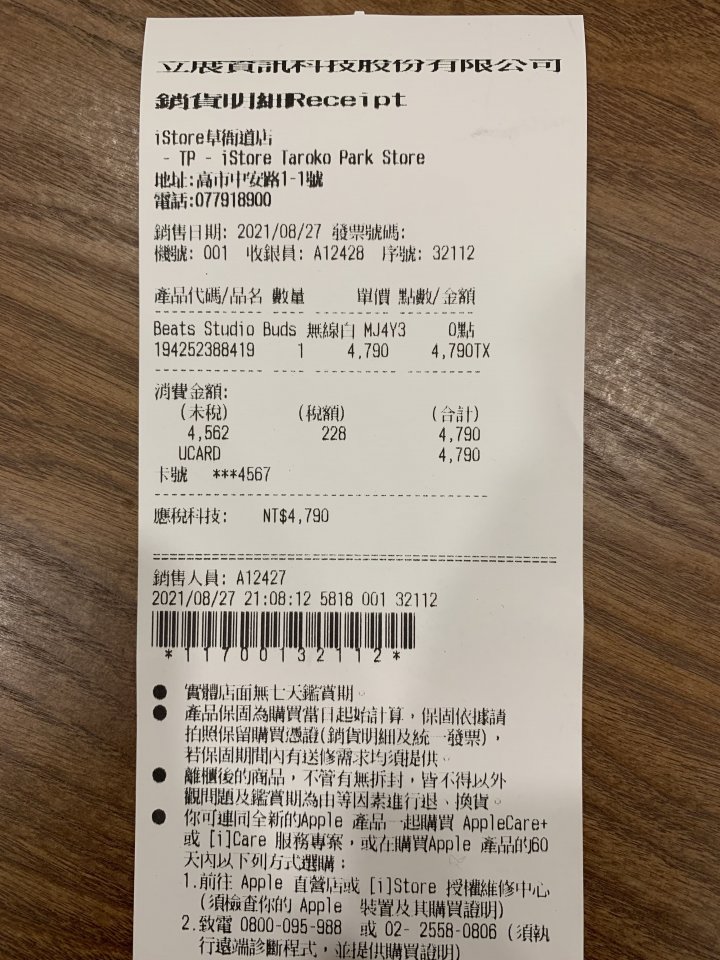 立展資訊科技股份有限公司
銷貨明細Receipt
iStore草衙道店
- TP - iStore Taroko Park Store
地址:高市中安路1-1號
電話:077918900
銷售日期: 2021/08/27 發票號碼:
機號: 001 收銀員: A12428 序號: 32112
產品代碼/品名 數量 單價 點數/金額
Beats Studio Buds 無線白 MJ4Y3 0點
194252388419 1 4,790 4,790TX
消費金額:
(未稅) (稅額) (合計)
4,562 228 4,790
UCARD 4,790
卡號 ***4567
應稅科技: NT$4,790
銷售人員: A12427
2021/08/27 21:08:12 5818 001 32112
*11700132112*
● 實體店面無七天鑑賞期。
● 產品保固為購買當日起始計算，保固依據請
拍照保留購買憑證(銷貨明細及統一發票)，
若保固期間內有送修需求均須提供。
● 離櫃後的商品，不管有無拆封，皆不得以外
觀問題及鑑賞期為由等因素進行退、換貨。
● 你可連同全新的Apple 產品一起購買 AppleCare+
或 [i]Care 服務專案，或在購買Apple 產品的60
天內以下列方式選購：
1.前往 Apple 直營店或 [i]Store 授權維修中心
(須檢查你的 Apple 裝置及其購買證明)
2.致電 0800-095-988 或 02- 2558-0806 (須執
行遠端診斷程式，並提供購買證明)